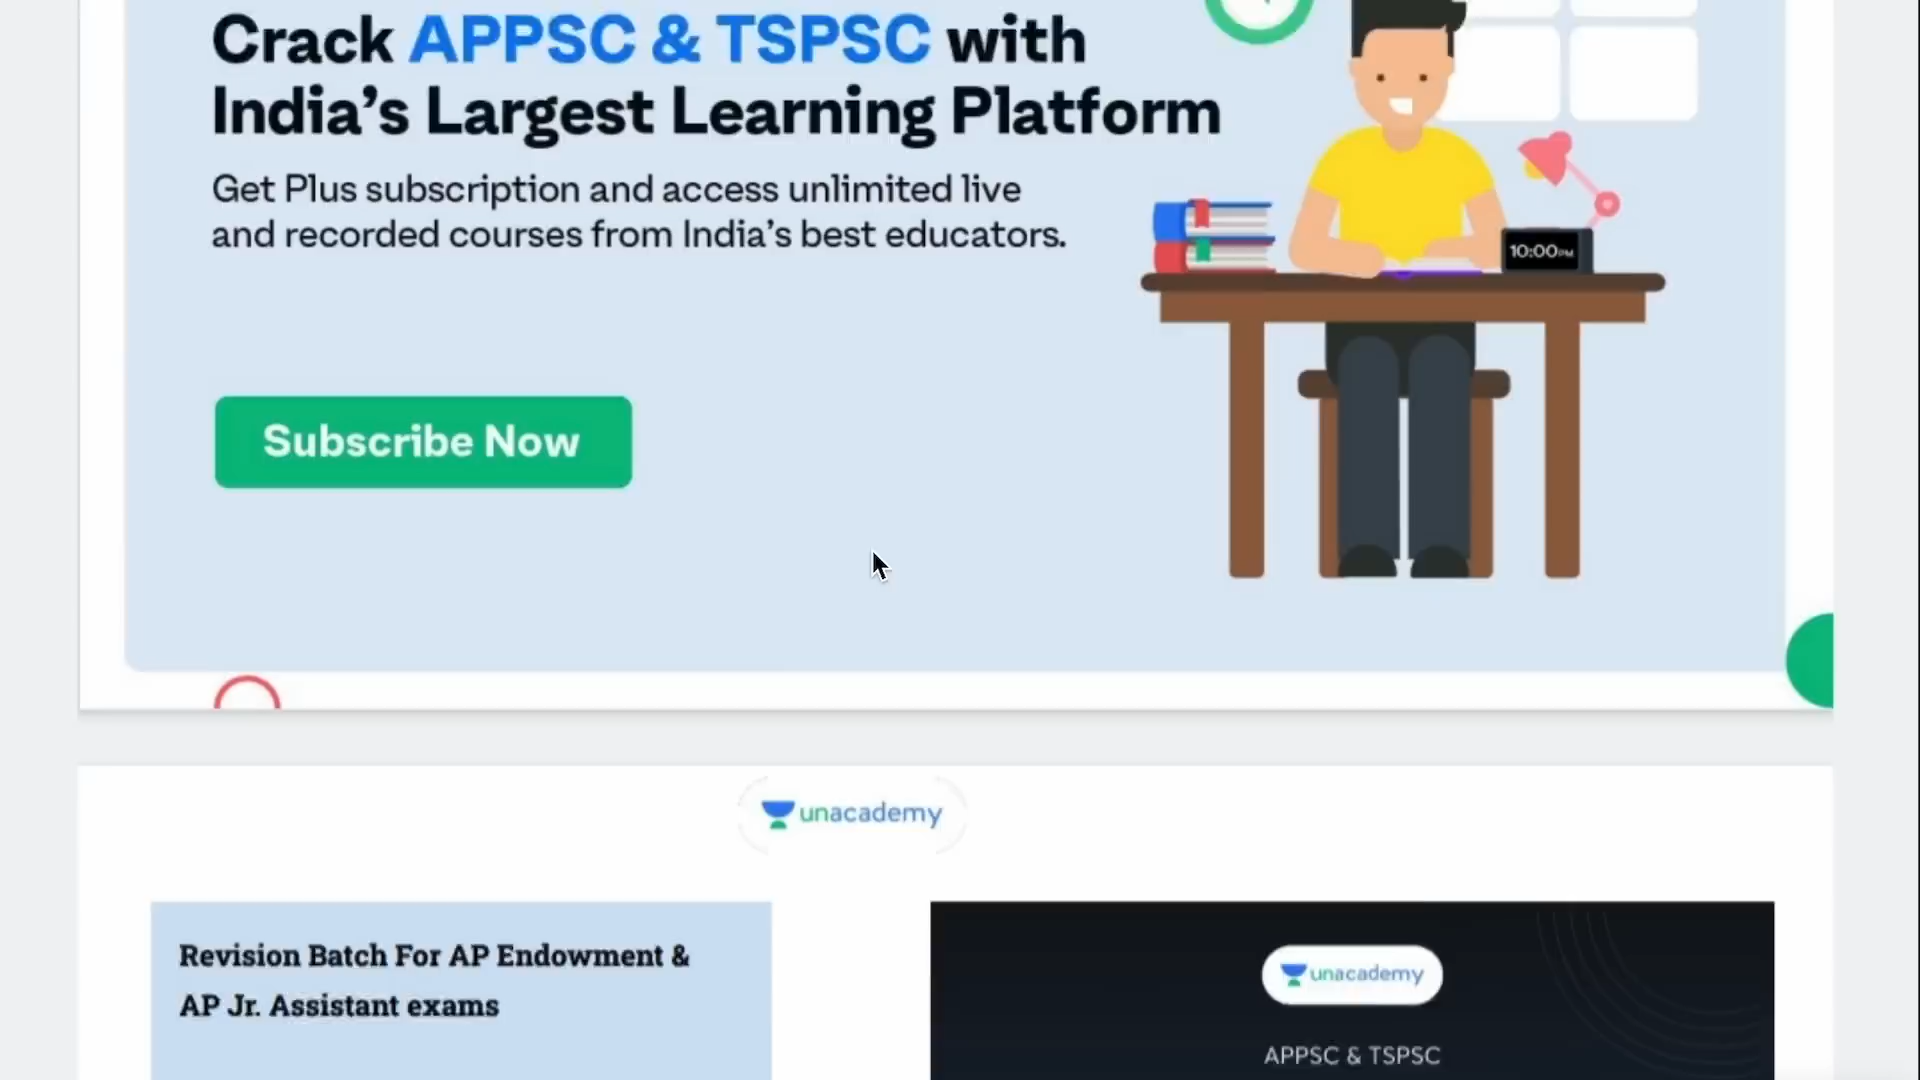 Crack APPSC & TSPSC with
India's Largest Learning Platform
Get Plus subscription and access unlimited live
and recorded courses from India's best educators.
10:00PM
Subscribe Now
unacademy
Revision Batch For AP Endowment &
AP Jr. Assistant exams
unacademy
APPSC & TSPSC